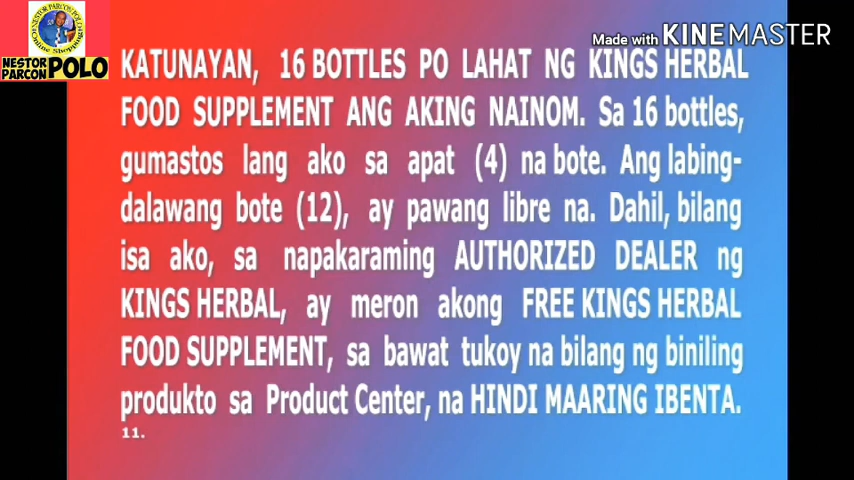 NESTOR PARCON POLO
Online Shopping
NESTOR
PARCON POLO
Made with KINEMASTER
KATUNAYAN, 16 BOTTLES PO LAHAT NG KINGS HERBAL
FOOD SUPPLEMENT ANG AKING NAINOM. Sa 16 bottles,
gumastos lang ako sa apat (4) na bote. Ang labing-
dalawang bote (12), ay pawang libre na. Dahil, bilang
isa ako, sa napakaraming AUTHORIZED DEALER ng
KINGS HERBAL, ay meron akong FREE KINGS HERBAL
FOOD SUPPLEMENT, sa bawat tukoy na bilang ng biniling
produkto sa Product Center, na HINDI MAARING IBENTA.
11.